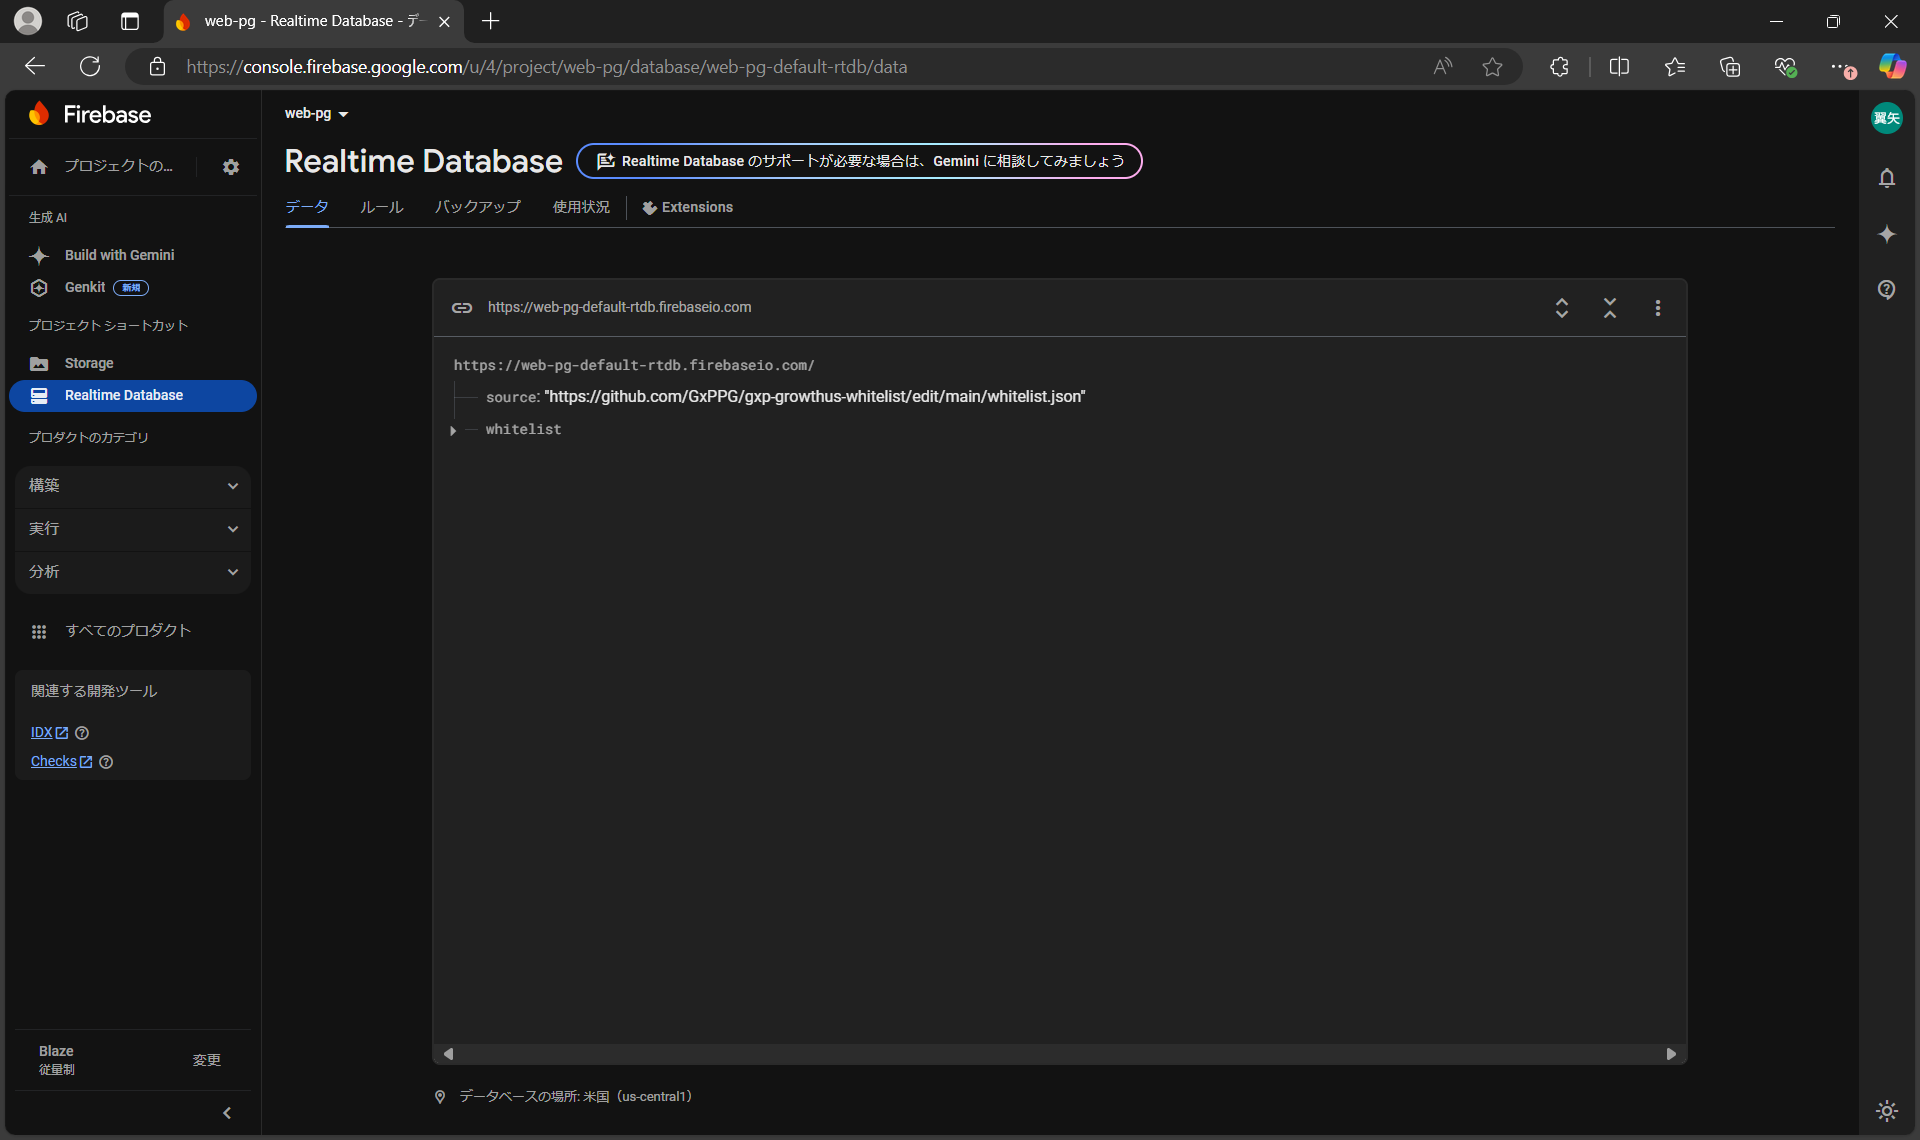 web-pg - Realtime Database - デ
https://console.firebase.google.com/u/4/project/web-pg/database/web-pg-default-rtdb/data
Firebase
プロジェクトの...
生成 AI
Build with Gemini
Genkit 新規
プロジェクト ショートカット
Storage
Realtime Database
プロダクトのカテゴリ
構築
実行
分析
すべてのプロダクト
関連する開発ツール
IDX
Checks
Blaze
従量制
変更
web-pg
Realtime Database
Realtime Database のサポートが必要な場合は、Gemini に相談してみましょう
データ ルール バックアップ 使用状況 Extensions
https://web-pg-default-rtdb.firebaseio.com
https://web-pg-default-rtdb.firebaseio.com/
source: "https://github.com/GxPPG/gxp-growthus-whitelist/edit/main/whitelist.json"
whitelist
データベースの場所: 米国（us-central1）
翼矢